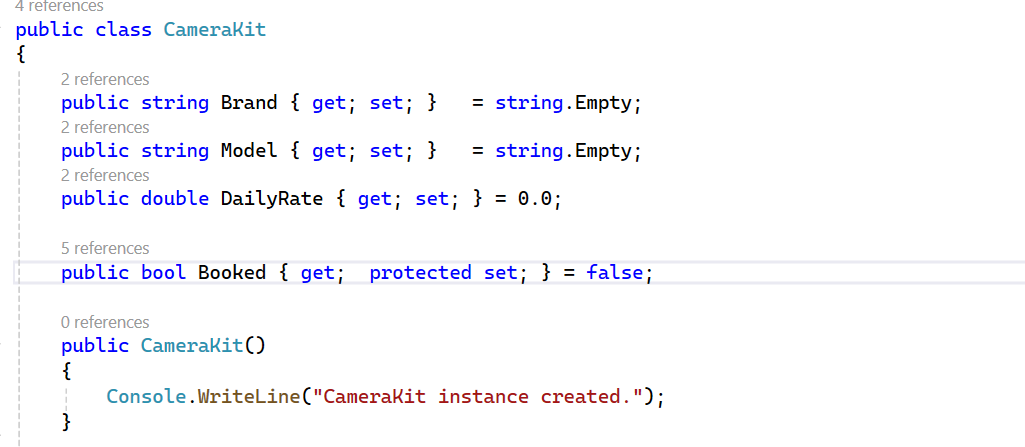 4 references
public class CameraKit
{
2 references
public string Brand { get; set; }   = string.Empty;
2 references
public string Model { get; set; }   = string.Empty;
2 references
public double DailyRate { get; set; } = 0.0;
5 references
public bool Booked { get;  protected set; } = false;
0 references
public CameraKit()
{
Console.WriteLine("CameraKit instance created.");
}